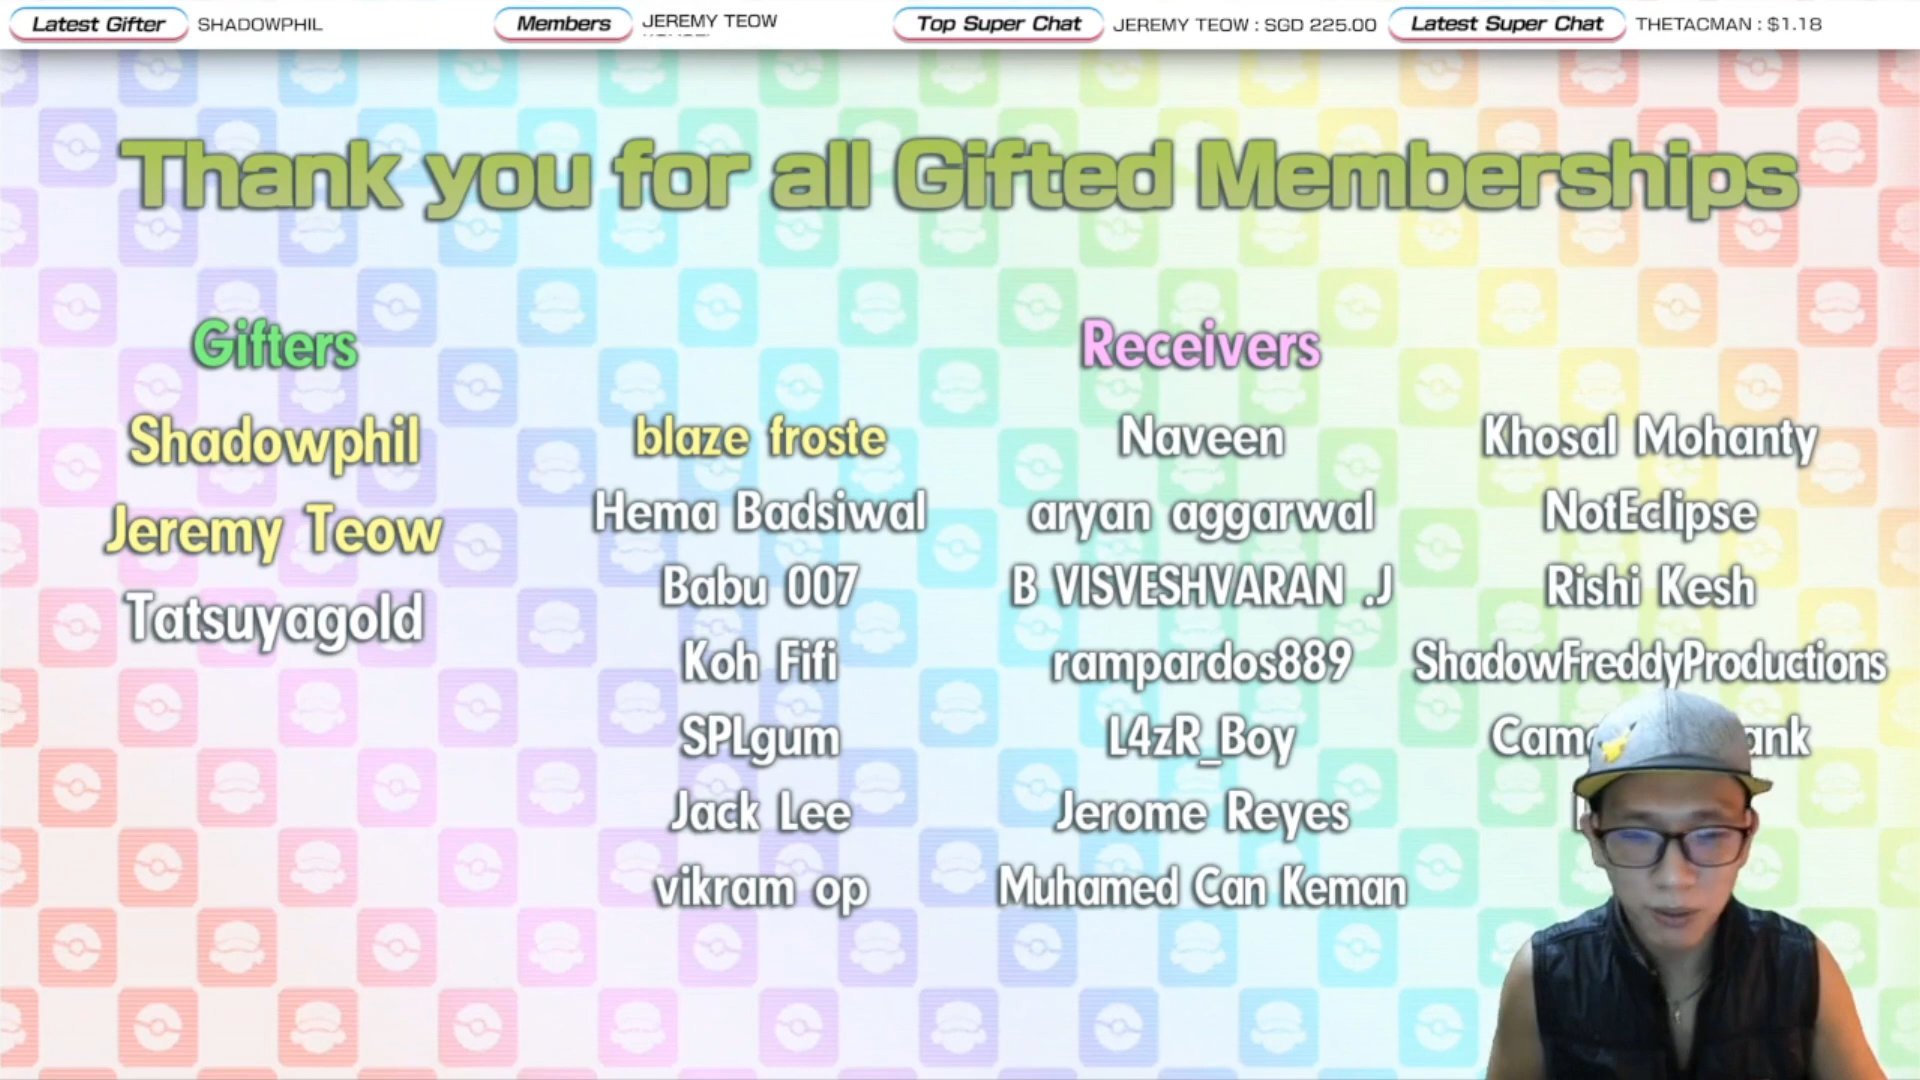 Latest Gifter SHADOWPHIL Members JEREMY TEOW Top Super Chat JEREMY TEOW : SGD 225.00 Latest Super Chat THETACMAN : $1.18
Thank you for all Gifted Memberships
Gifters
Receivers
Shadowphil
Jeremy Teow
Tatsuyagold
blaze froste
Hema Badsiwal
Babu 007
Koh Fifi
SPLgum
Jack Lee
vikram op
Naveen
aryan aggarwal
B VISVESHVARAN .J
rampardos889
L4zR_Boy
Jerome Reyes
Muhamed Can Keman
Khosal Mohanty
NotEclipse
Rishi Kesh
ShadowFreddyProductions